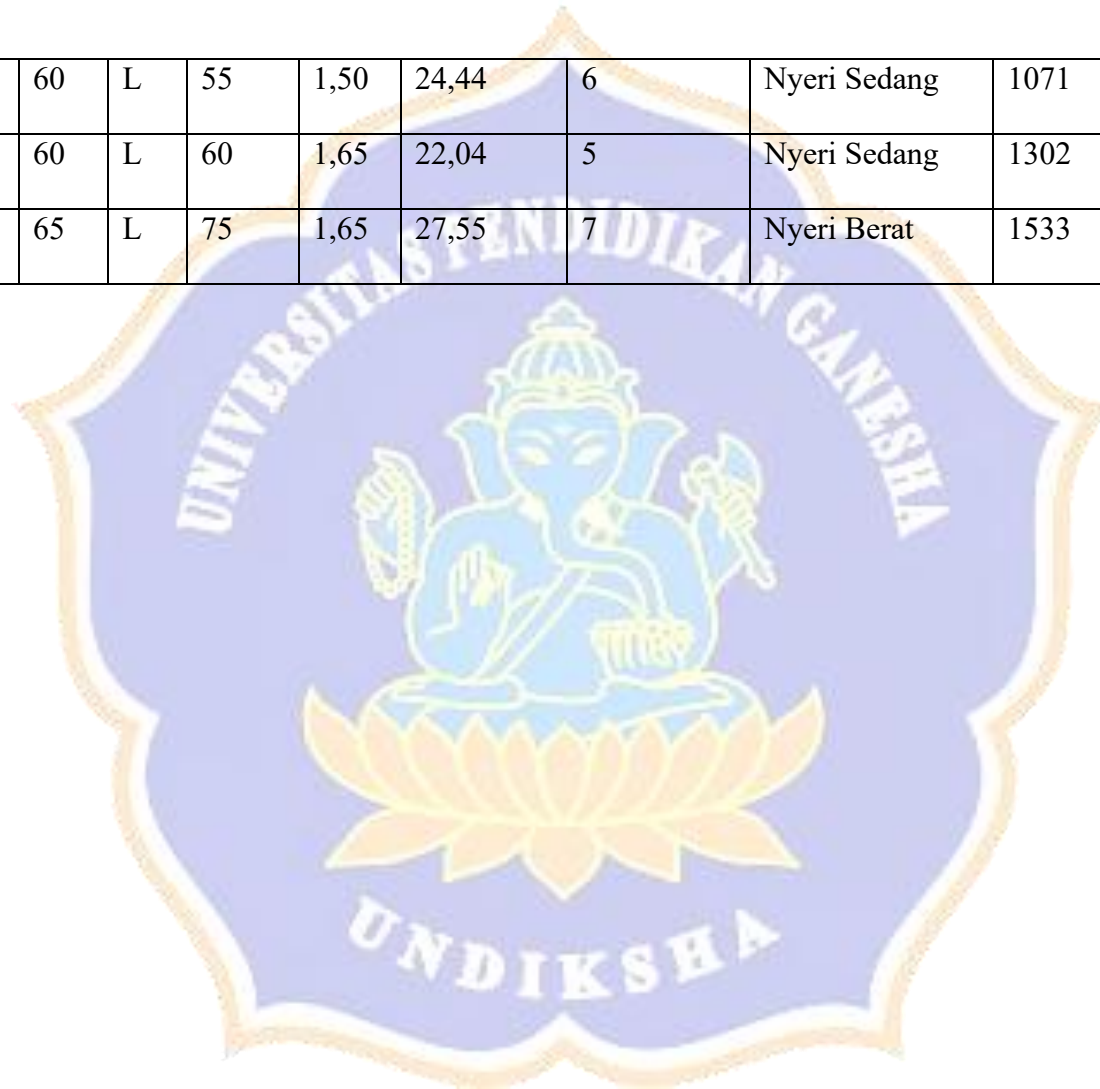 60 L 55 1,50 24,44 6 Nyeri Sedang 1071
60 L 60 1,65 22,04 5 Nyeri Sedang 1302
65 L 75 1,65 27,55 7 Nyeri Berat 1533
UNIVERSITAS PENDIDIKAN GANESHA
UNDIKSHA